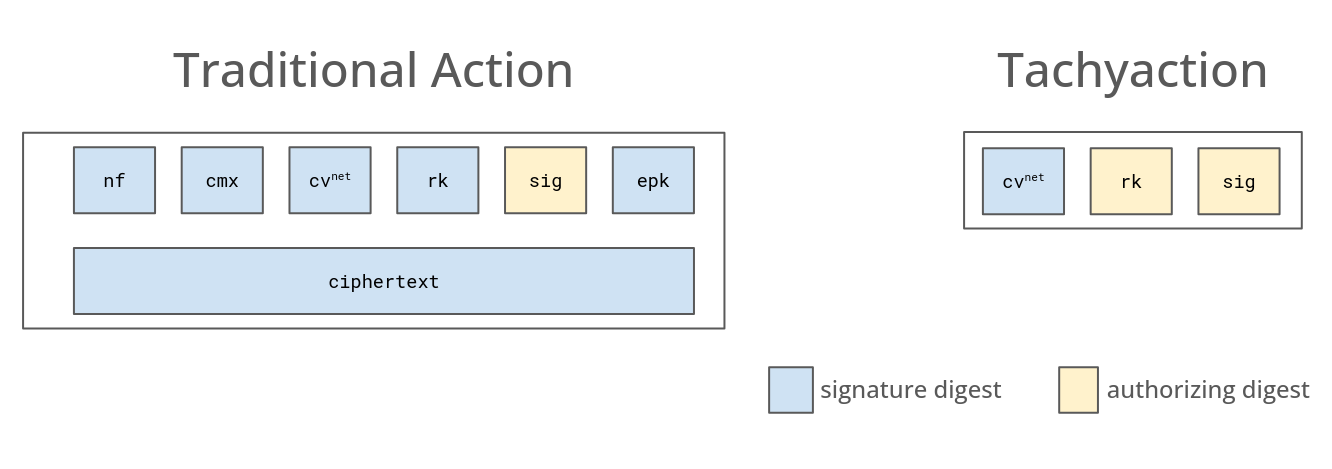 Traditional Action
Tachyaction
nf cmx cv^net rk sig epk
ciphertext
cv^net rk sig
signature digest
authorizing digest